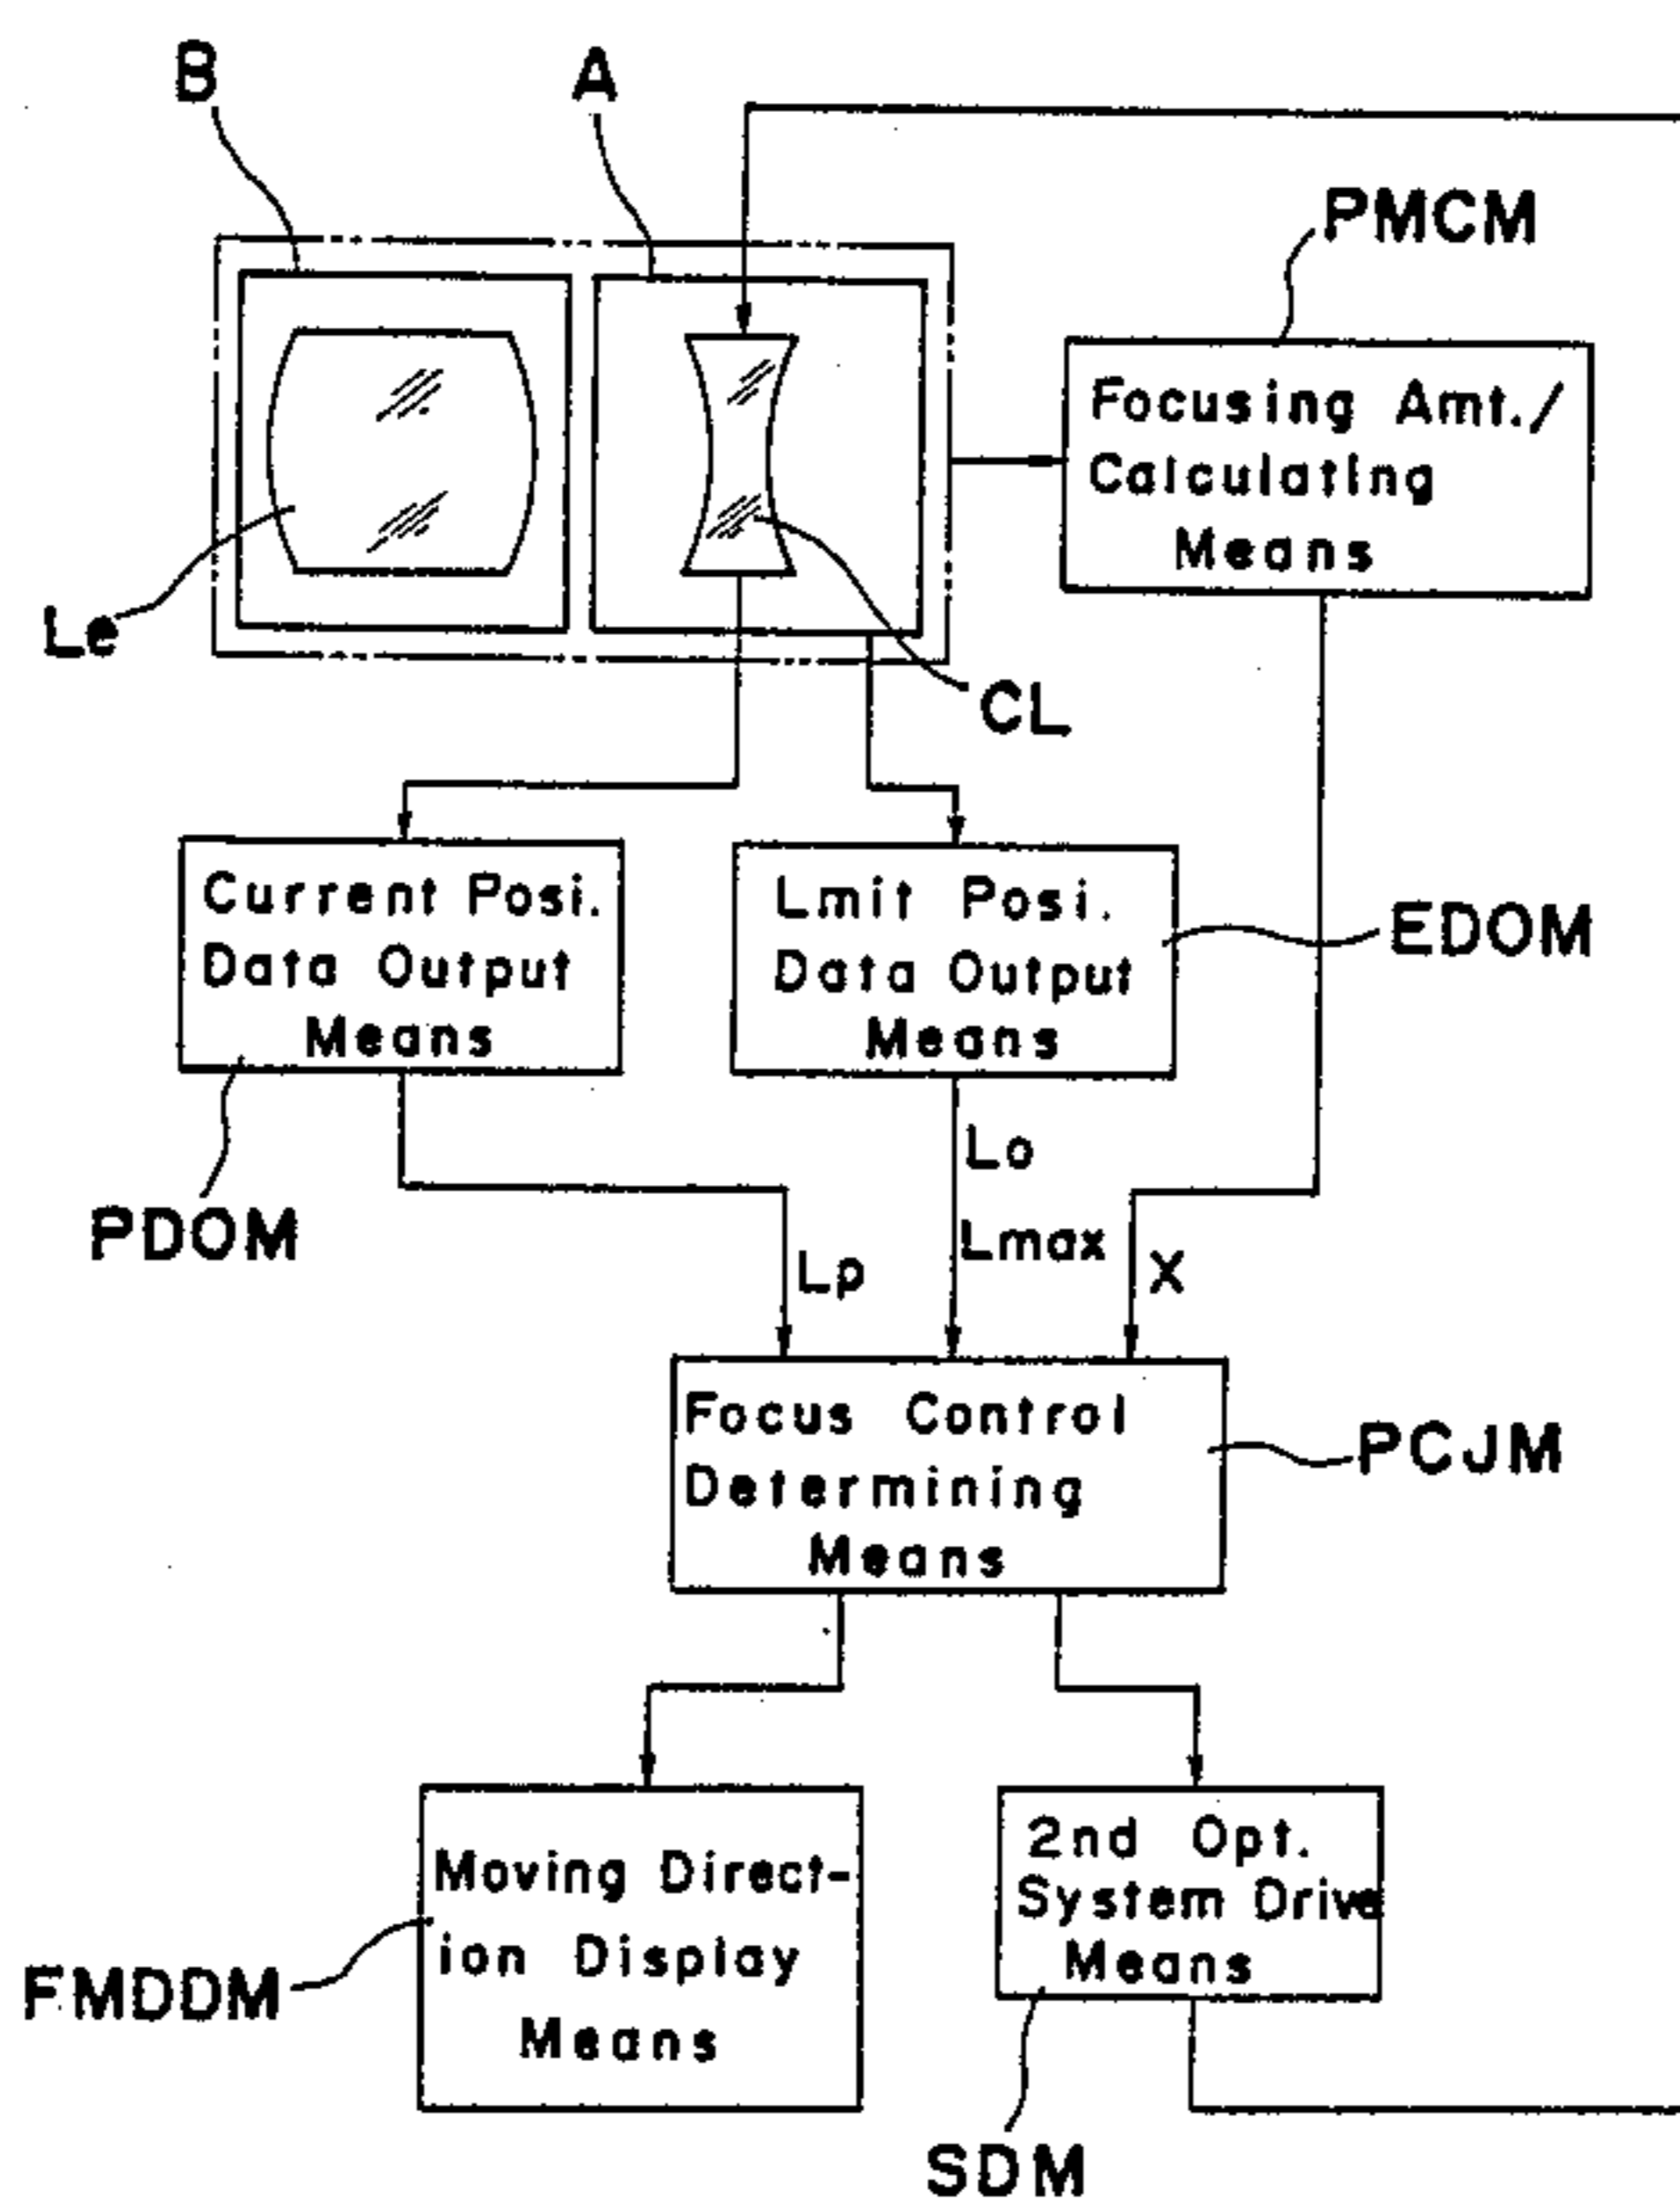 B
A
PMCM
Focusing Amt./
Calculating
Means
Le
CL
Current Posi.
Data Output
Means
Lmit Posi.
Data Output
Means
EDOM
PDOM
Lo
Lmax
Lp
X
Focus Control
Determining
Means
PCJM
Moving Direct-
ion Display
Means
2nd Opt.
System Drive
Means
FMDDM
SDM